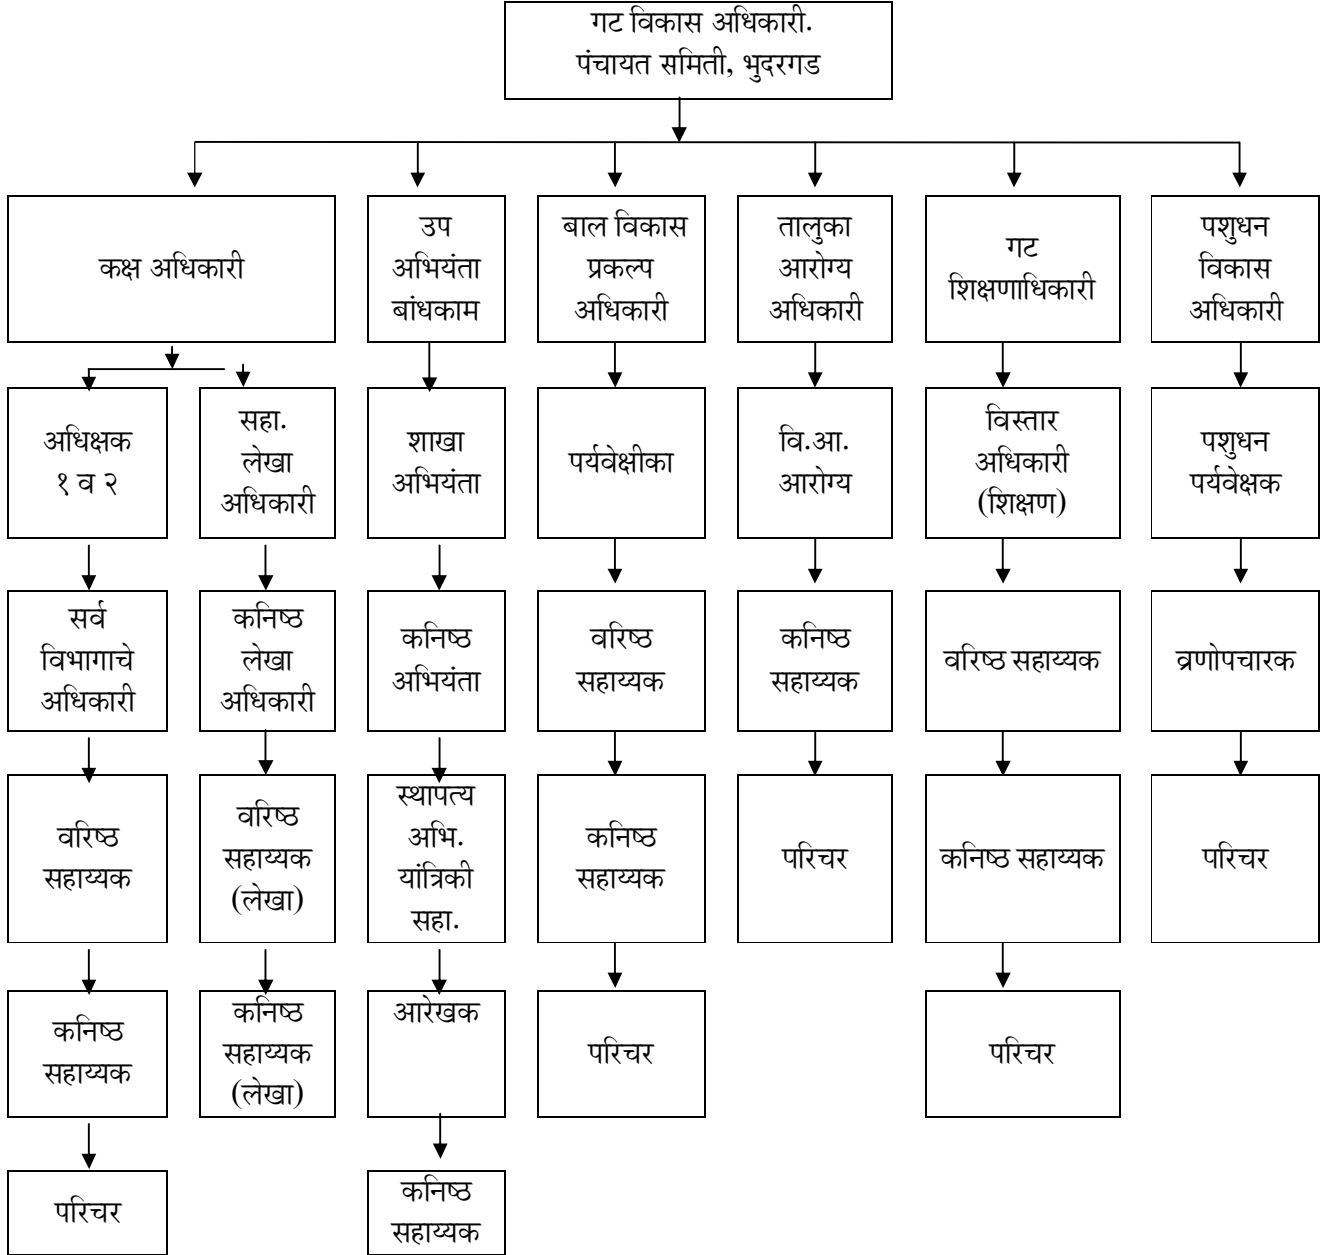 गट विकास अधिकारी.
पंचायत समिती, भुदरगड
कक्ष अधिकारी
उप
अभियंता
बांधकाम
बाल विकास
प्रकल्प
अधिकारी
तालुका
आरोग्य
अधिकारी
गट
शिक्षणाधिकारी
पशुधन
विकास
अधिकारी
अधिक्षक
१ व २
सहा.
लेखा
अधिकारी
शाखा
अभियंता
पर्यवेक्षीका
वि.आ.
आरोग्य
विस्तार
अधिकारी
(शिक्षण)
पशुधन
पर्यवेक्षक
सर्व
विभागाचे
अधिकारी
कनिष्ठ
लेखा
अधिकारी
कनिष्ठ
अभियंता
वरिष्ठ
सहाय्यक
कनिष्ठ
सहाय्यक
वरिष्ठ सहाय्यक
व्रणोपचारक
वरिष्ठ
सहाय्यक
वरिष्ठ
सहाय्यक
(लेखा)
स्थापत्य
अभि.
यांत्रिकी
सहा.
कनिष्ठ
सहाय्यक
परिचर
कनिष्ठ सहाय्यक
परिचर
कनिष्ठ
सहाय्यक
कनिष्ठ
सहाय्यक
(लेखा)
आरेखक
परिचर
परिचर
परिचर
कनिष्ठ
सहाय्यक